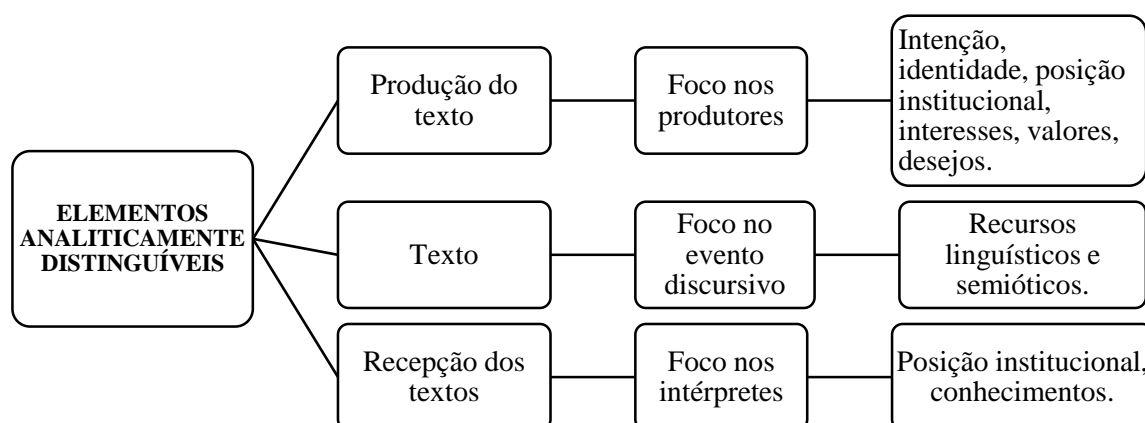 ELEMENTOS
ANALITICAMENTE
DISTINGUÍVEIS
Produção do
texto
Foco nos
produtores
Intenção,
identidade, posição
institucional,
interesses, valores,
desejos.
Texto
Foco no
evento
discursivo
Recursos
linguísticos e
semióticos.
Recepção dos
textos
Foco nos
intérpretes
Posição institucional,
conhecimentos.